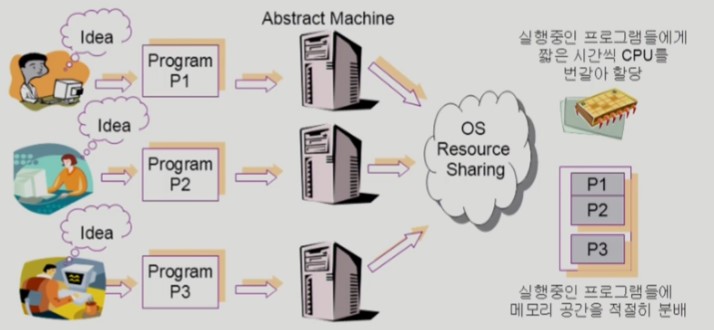 Abstract Machine
Idea
Program
P1
Idea
Program
P2
Idea
Program
P3
OS
Resource
Sharing
실행중인 프로그램들에게
짧은 시간씩 CPU를
번갈아 할당
P1
P2
P3
실행중인 프로그램들에
메모리 공간을 적절히 분배